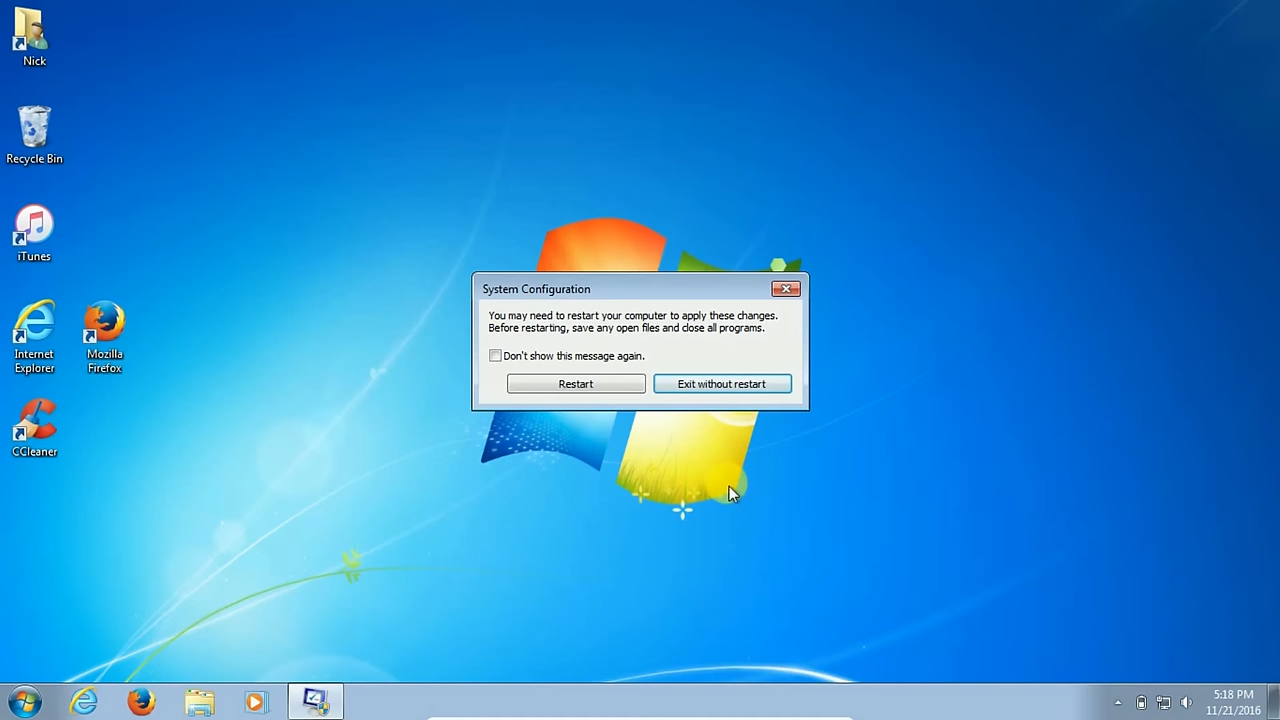 Nick
Recycle Bin
iTunes
Internet
Explorer
Mozilla
Firefox
CCleaner
System Configuration
You may need to restart your computer to apply these changes.
Before restarting, save any open files and close all programs.
Don't show this message again.
Restart
Exit without restart
5:18 PM
11/21/2016